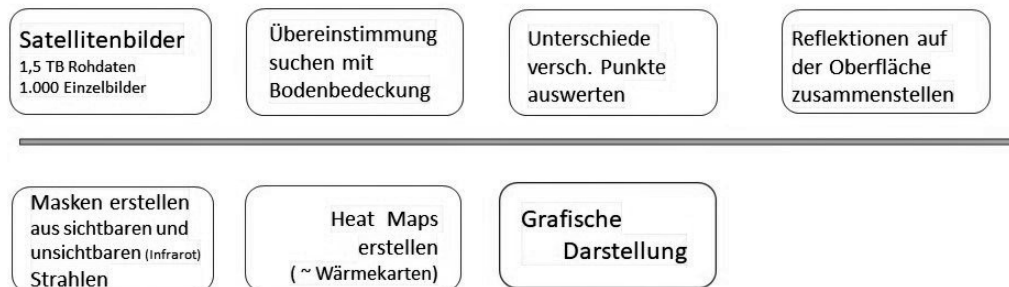 Satellitenbilder
1,5 TB Rohdaten
1.000 Einzelbilder
Übereinstimmung
suchen mit
Bodenbedeckung
Unterschiede
versch. Punkte
auswerten
Reflektionen auf
der Oberfläche
zusammenstellen
Masken erstellen
aus sichtbaren und
unsichtbaren (Infrarot)
Strahlen
Heat Maps
erstellen
( ~ Wärmekarten)
Grafische
Darstellung